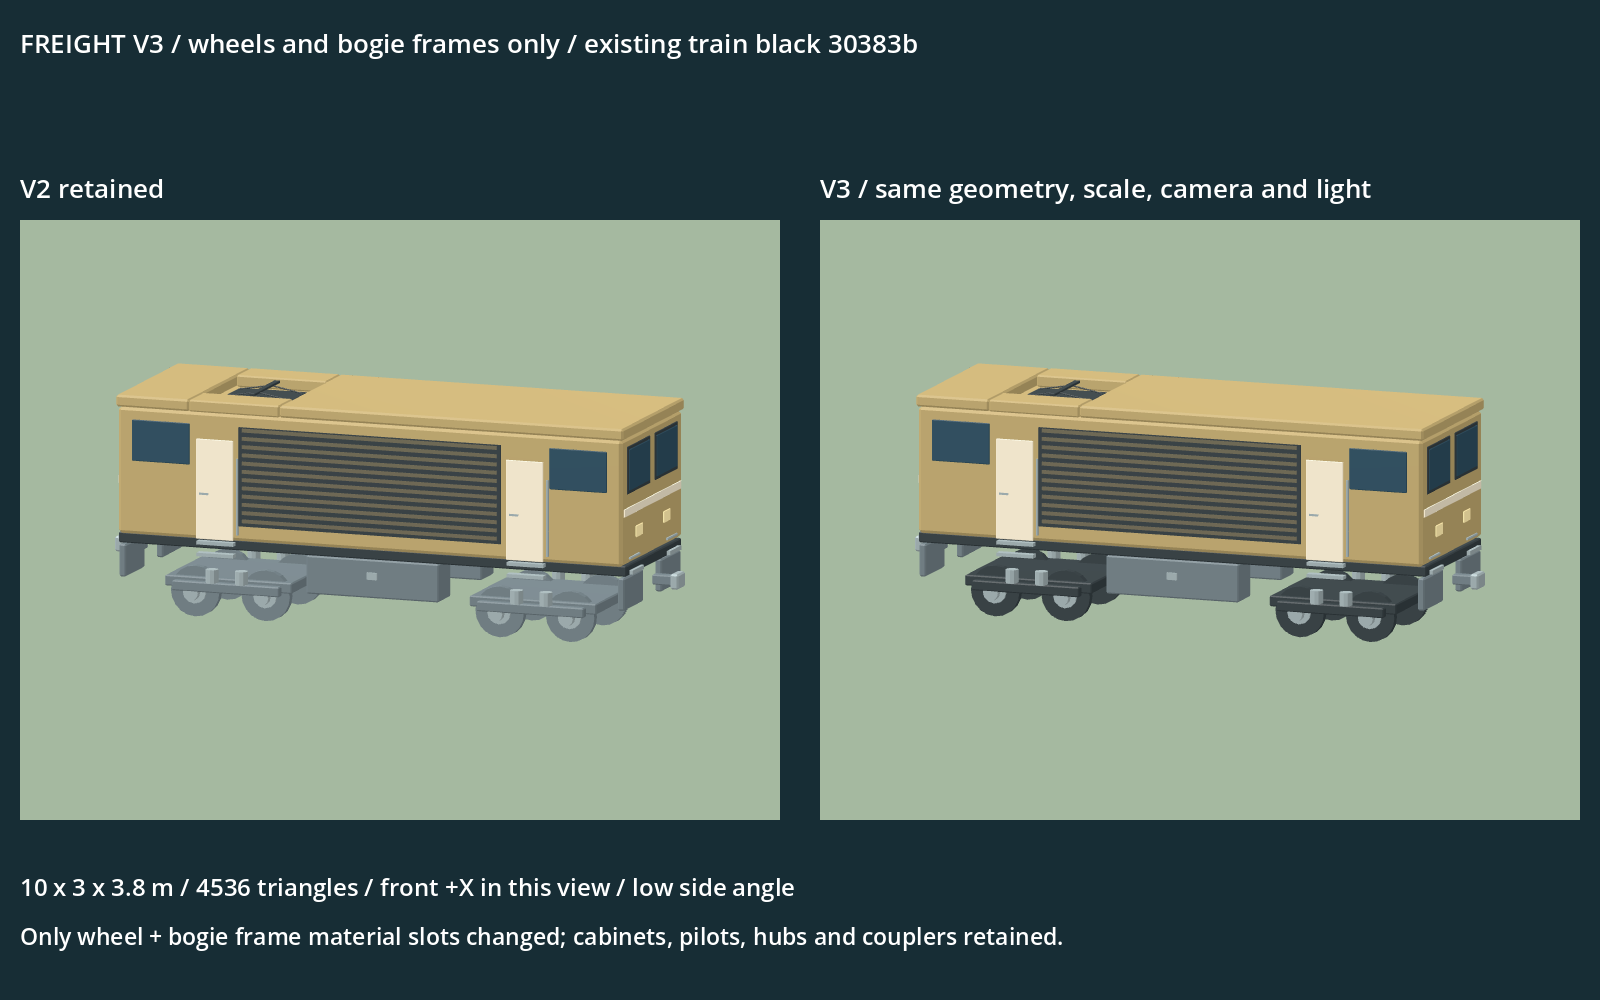 FREIGHT V3 / wheels and bogie frames only / existing train black 30383b
V2 retained
V3 / same geometry, scale, camera and light
10 x 3 x 3.8 m / 4536 triangles / front +X in this view / low side angle
Only wheel + bogie frame material slots changed; cabinets, pilots, hubs and couplers retained.